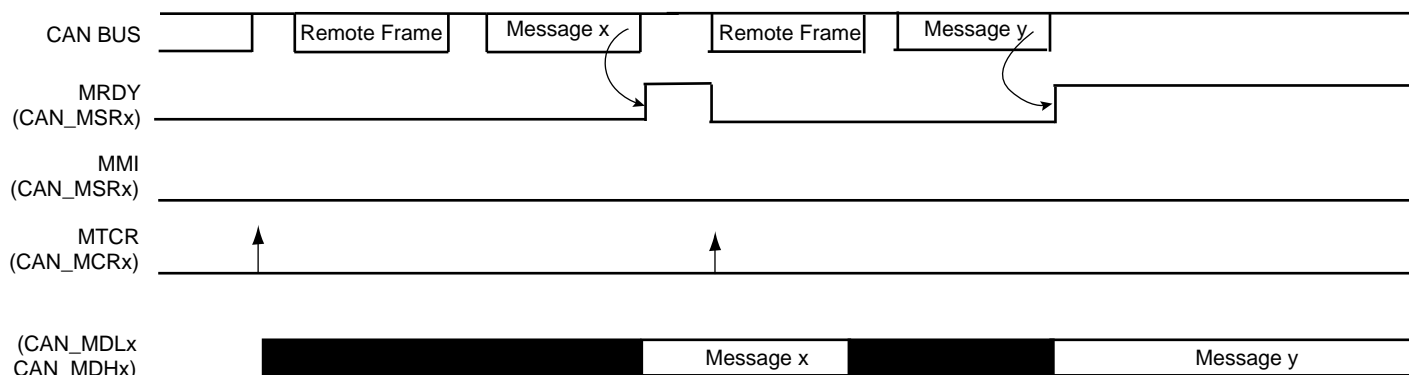 CAN BUS
Remote Frame
Message x
Remote Frame
Message y
MRDY
(CAN_MSRx)
MMI
(CAN_MSRx)
MTCR
(CAN_MCRx)
(CAN_MDLx
CAN_MDHx)
Message x
Message y